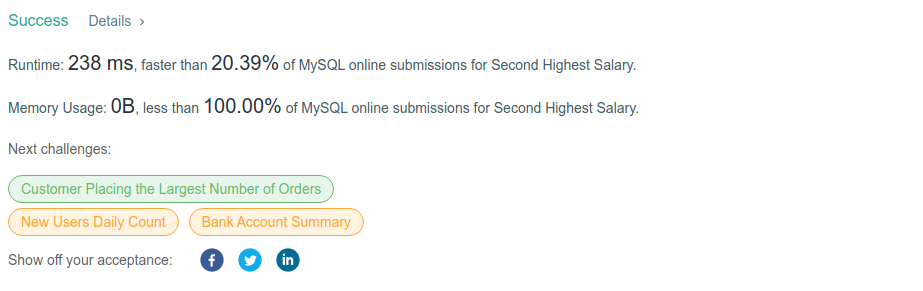 Success Details >
Runtime: 238 ms, faster than 20.39% of MySQL online submissions for Second Highest Salary.
Memory Usage: 0B, less than 100.00% of MySQL online submissions for Second Highest Salary.
Next challenges:
Customer Placing the Largest Number of Orders
New Users Daily Count Bank Account Summary
Show off your acceptance: f in